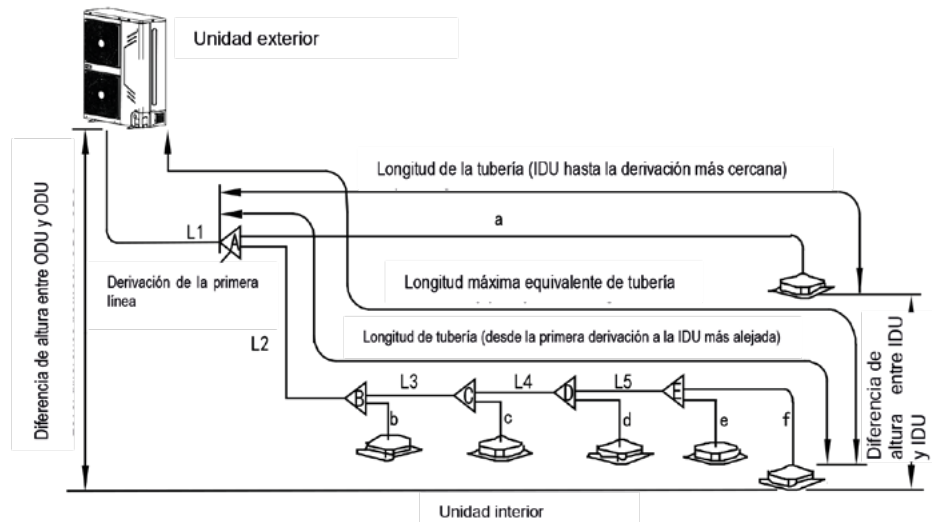 Unidad exterior
Longitud de la tubería (IDU hasta la derivación más cercana)
a
L1
A
Derivación de la primera
línea
Longitud máxima equivalente de tubería
Longitud de tubería (desde la primera derivación a la IDU más alejada)
L2
L3
L4
L5
B
C
D
E
b
c
d
e
f
Diferencia de altura entre ODU y ODU
Diferencia de
altura entre IDU
y IDU
Unidad interior